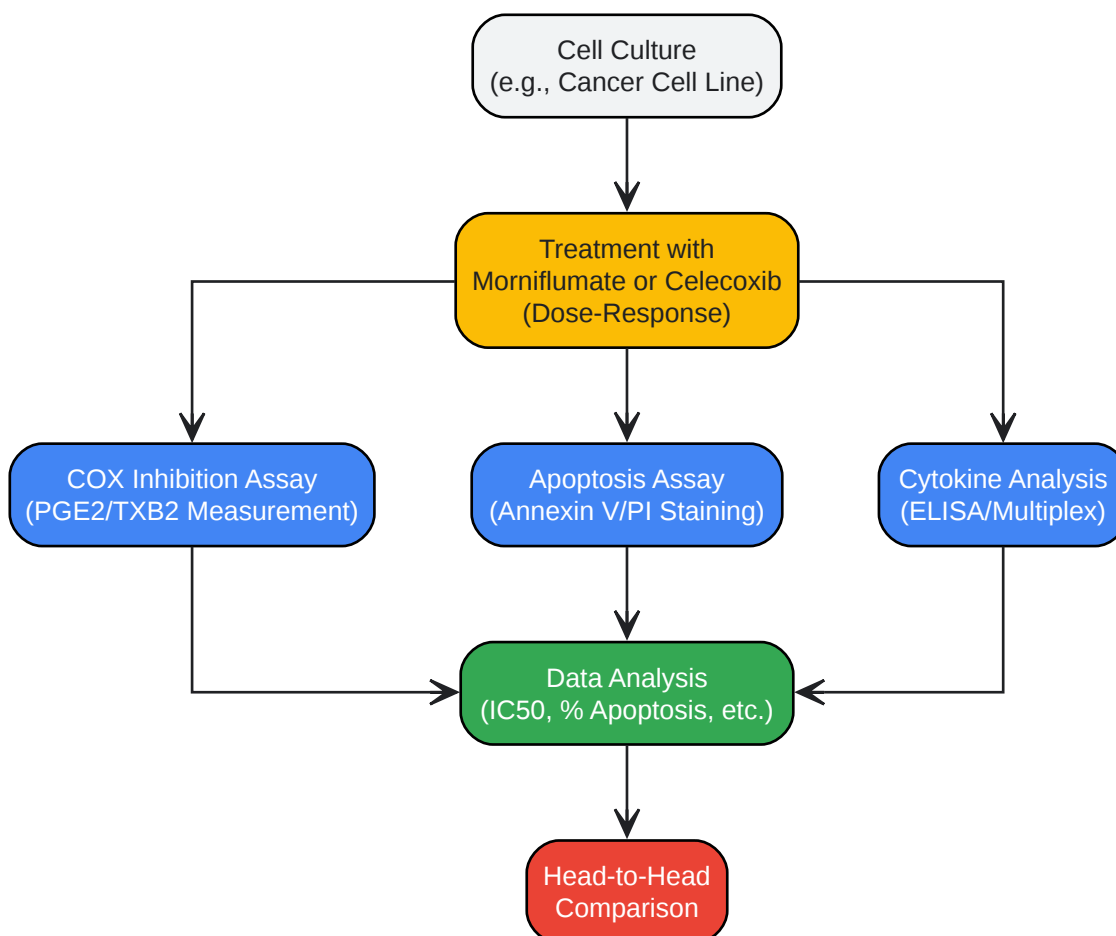 Cell Culture
(e.g., Cancer Cell Line)
Treatment with
Morniflumate or Celecoxib
(Dose-Response)
COX Inhibition Assay
(PGE2/TXB2 Measurement)
Apoptosis Assay
(Annexin V/PI Staining)
Cytokine Analysis
(ELISA/Multiplex)
Data Analysis
(IC50, % Apoptosis, etc.)
Head-to-Head
Comparison